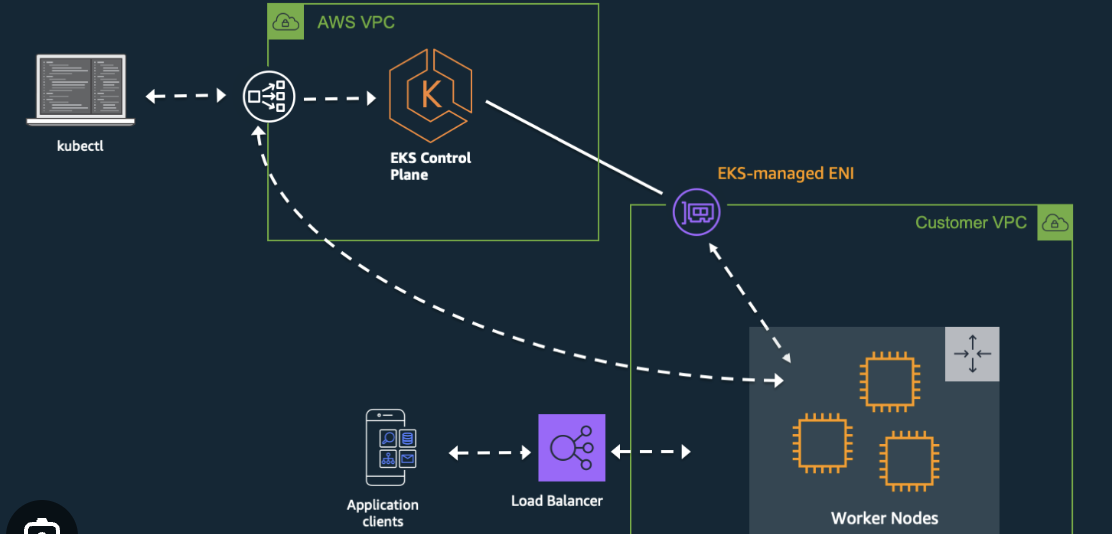 AWS VPC
kubectl
EKS Control
Plane
EKS-managed ENI
Customer VPC
Application
clients
Load Balancer
Worker Nodes
K